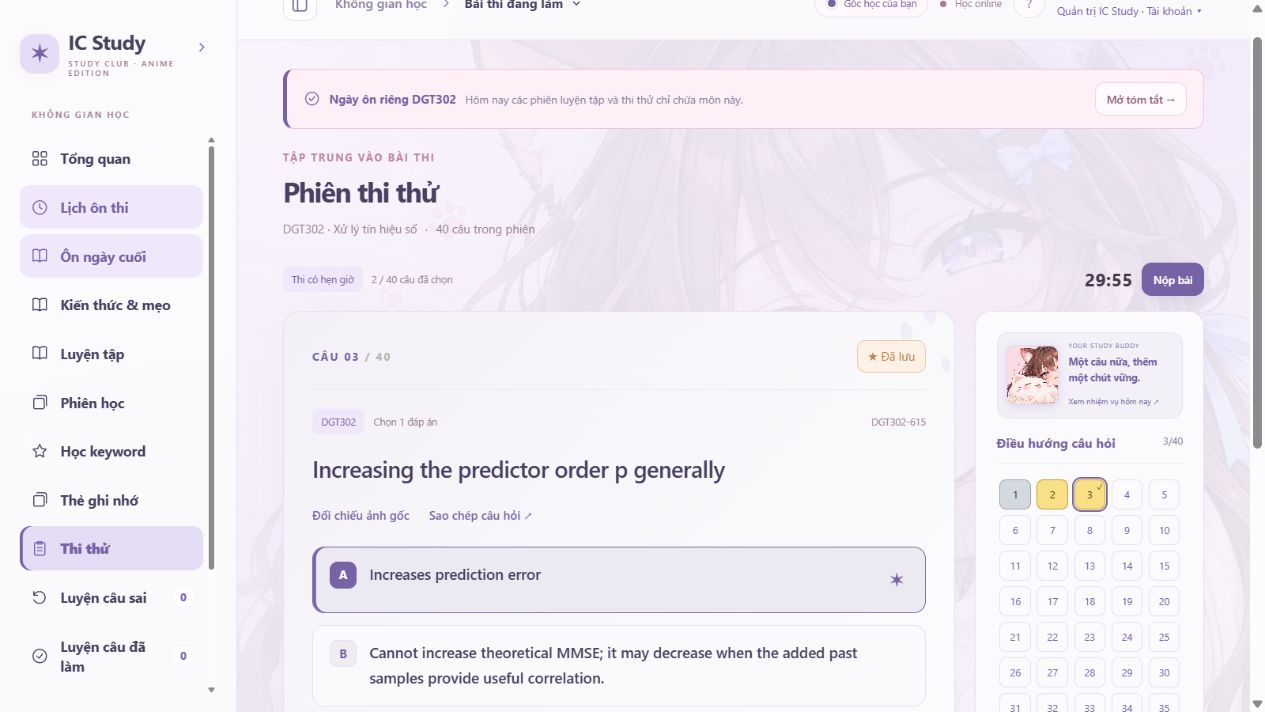 IC Study
STUDY CLUB · ANIME
EDITION
KHÔNG GIAN HỌC
Tổng quan
Lịch ôn thi
Ôn ngày cuối
Kiến thức & mẹo
Luyện tập
Phiên học
Học keyword
Thẻ ghi nhớ
Thi thử
Luyện câu sai 0
Luyện câu đã
làm 0
Không gian học > Bài thi đang làm
Góc học của bạn
Học online
?
Quản trị IC Study · Tài khoản
Ngày ôn riêng DGT302 Hôm nay các phiên luyện tập và thi thử chỉ chứa môn này.
Mở tóm tắt →
TẬP TRUNG VÀO BÀI THI
Phiên thi thử
DGT302 · Xử lý tín hiệu số · 40 câu trong phiên
Thi có hẹn giờ 2 / 40 câu đã chọn
29:55 Nộp bài
CÂU 03 / 40
★ Đã lưu
DGT302 Chọn 1 đáp án DGT302-615
Increasing the predictor order p generally
Đối chiếu ảnh gốc Sao chép câu hỏi ↗
A Increases prediction error
B Cannot increase theoretical MMSE; it may decrease when the added past
samples provide useful correlation.
YOUR STUDY BUDDY
Một câu nữa, thêm
một chút vững.
Xem nhiệm vụ hôm nay ↗
Điều hướng câu hỏi 3/40
1 2 3 ✓ 4 5
6 7 8 9 10
11 12 13 14 15
16 17 18 19 20
21 22 23 24 25
26 27 28 29 30
31 32 33 34 35